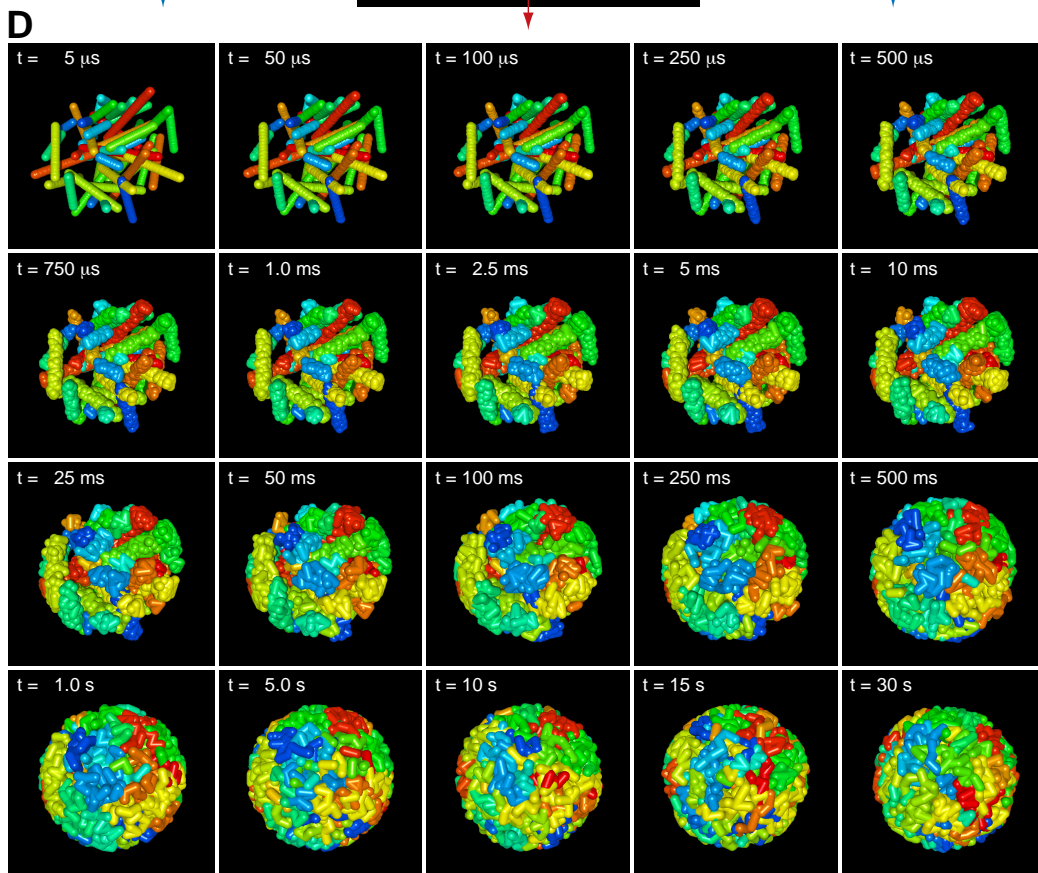 D
t = 5 μs
t = 50 μs
t = 100 μs
t = 250 μs
t = 500 μs
t = 750 μs
t = 1.0 ms
t = 2.5 ms
t = 5 ms
t = 10 ms
t = 25 ms
t = 50 ms
t = 100 ms
t = 250 ms
t = 500 ms
t = 1.0 s
t = 5.0 s
t = 10 s
t = 15 s
t = 30 s